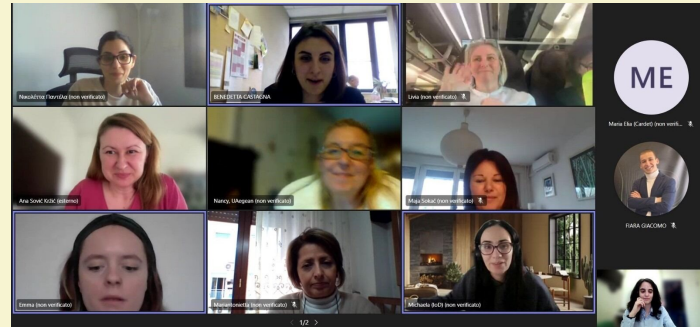 Νικολέττα Παντέλα (non verificato)
BENEDETTA CASTAGNA
Livia (non verificato)
ME
Maria Elia (Cardet) (non verifi...
Ana Sović Kržić (esterno)
Nancy, UAegean (non verificato)
Maja Sokač (non verificato)
FIARA GIACOMO
Emma (non verificato)
Mariantonietta (non verificato)
Michaela (IoD) (non verificato)
1/2